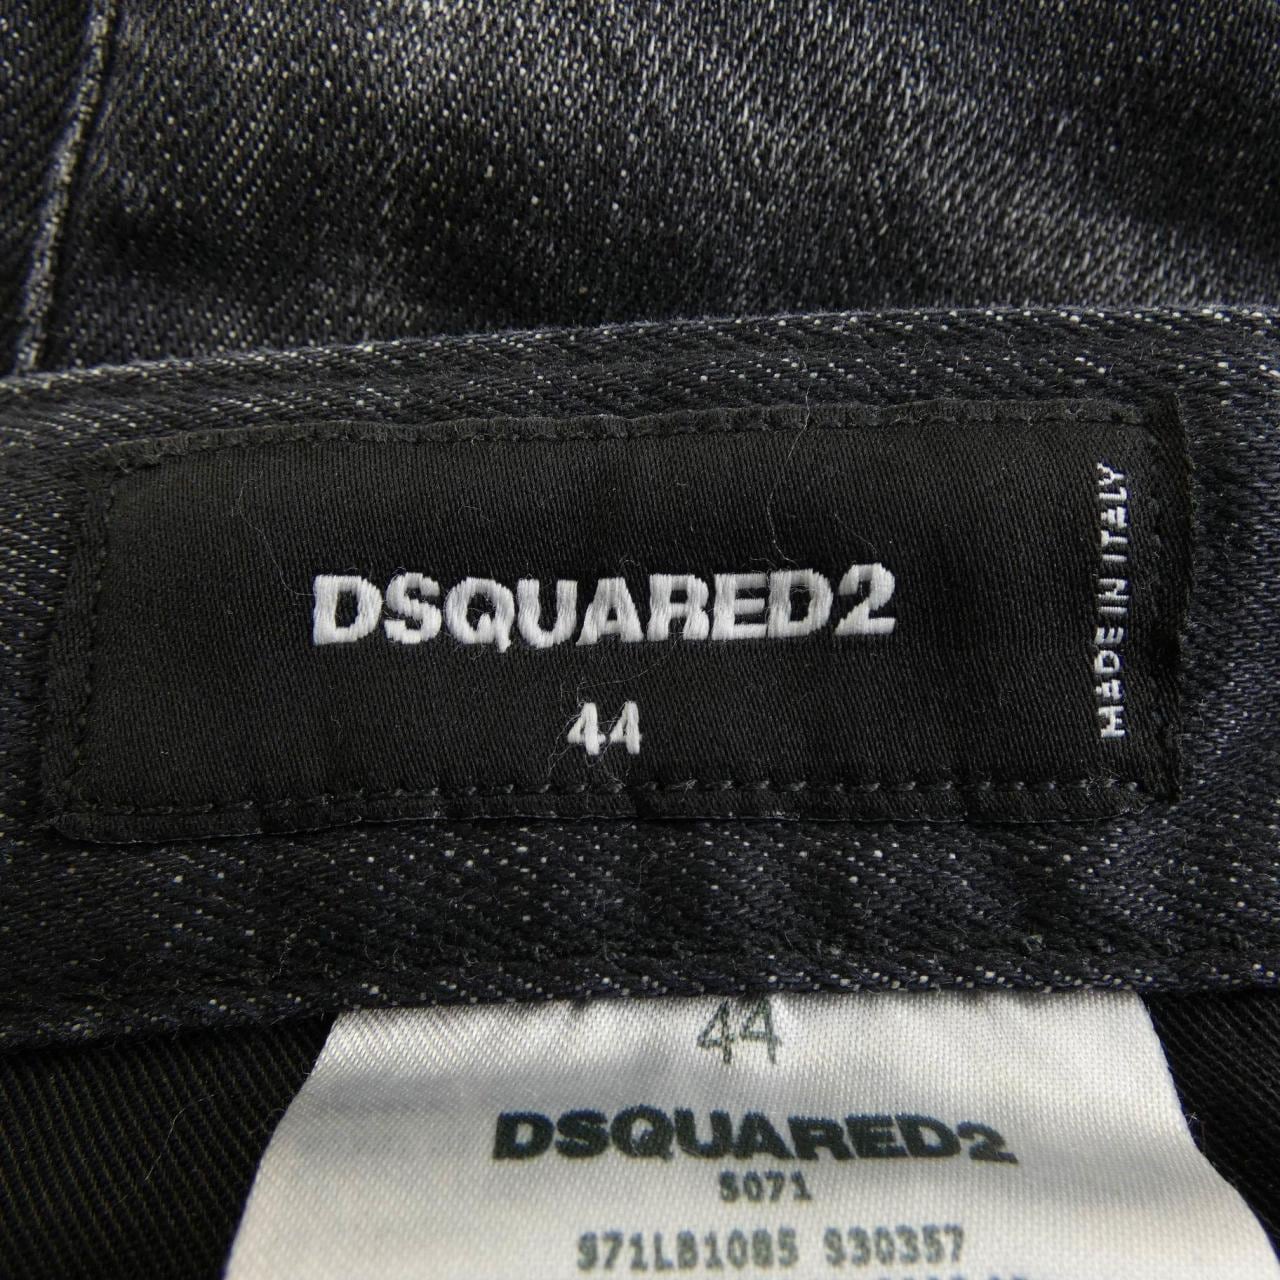 DSQUARED2
44
MADE IN ITALY
44
DSQUARED2
S071
S71LB1085 S30357